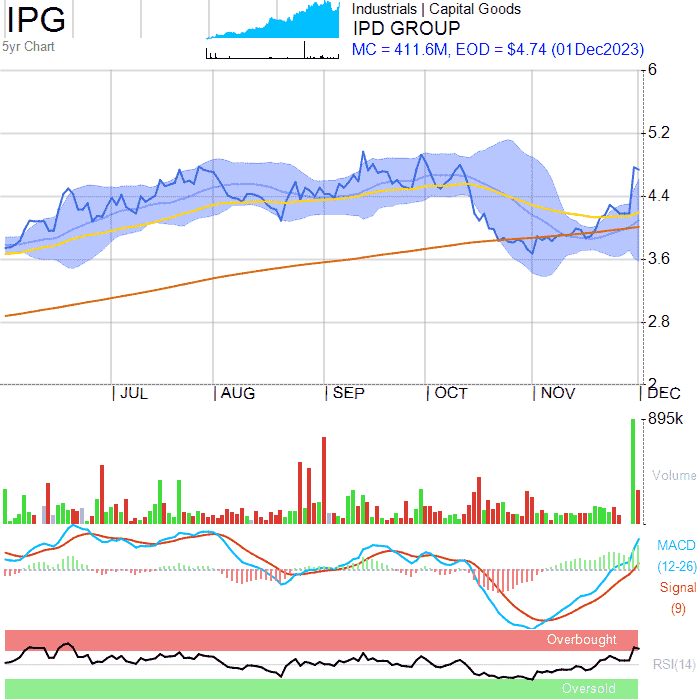 IPG
5yr Chart
Industrials | Capital Goods
IPD GROUP
MC = 411.6M, EOD = $4.74 (01Dec2023)
6
5.2
4.4
3.6
2.8
2
| JUL | AUG | SEP | OCT | NOV | DEC
895k
Volume
MACD
(12-26)
Signal
(9)
Overbought
RSI(14)
Oversold